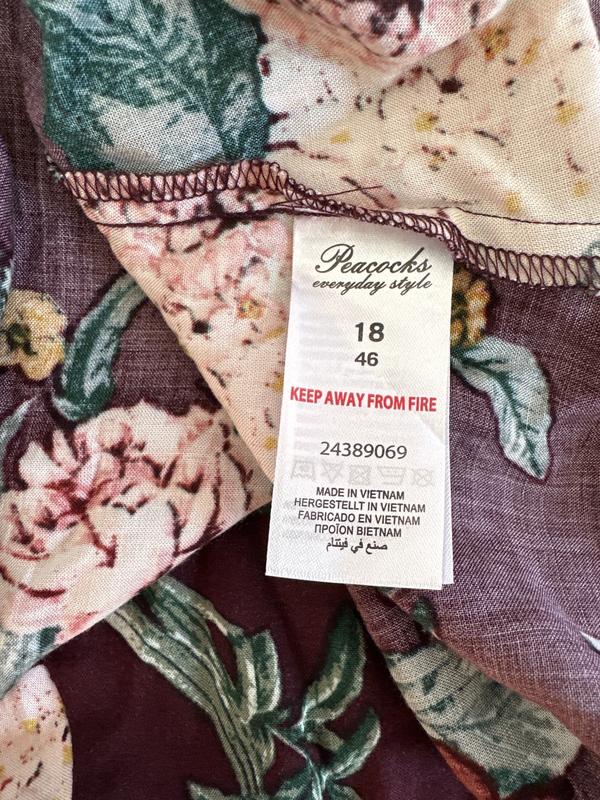 Peacocks
everyday style
18
46
KEEP AWAY FROM FIRE
24389069
MADE IN VIETNAM
HERGESTELLT IN VIETNAM
FABRICADO EN VIETNAM
ΠΡΟΪΌΝ ΒΙΕΤΝΑΜ
صنع في فيتنام